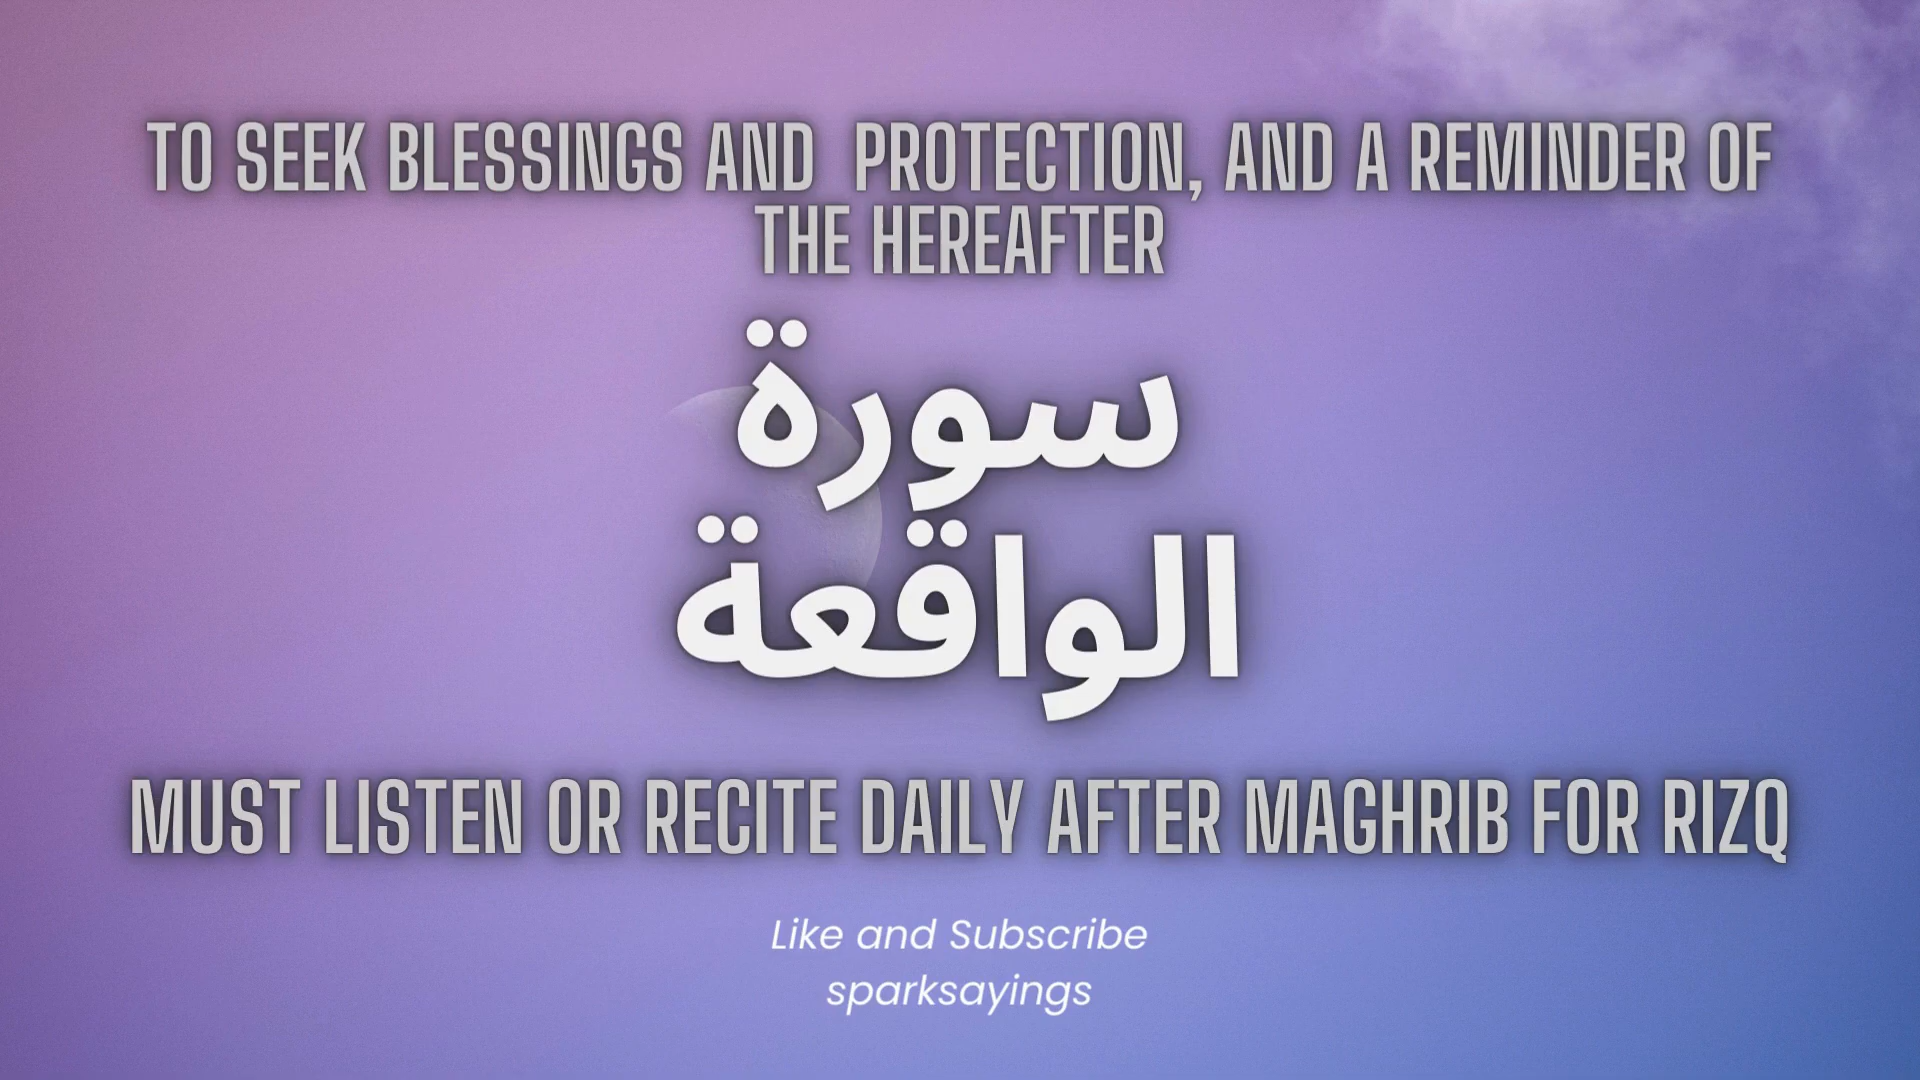 TO SEEK BLESSINGS AND  PROTECTION, AND A REMINDER OF
THE HEREAFTER
سورة
الواقعة
MUST LISTEN OR RECITE DAILY AFTER MAGHRIB FOR RIZQ
Like and Subscribe
sparksayings